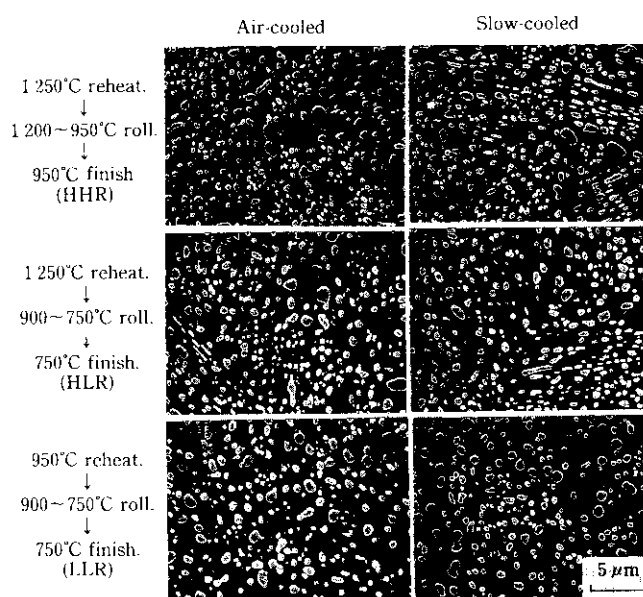 Air-cooled
Slow-cooled
1 250°C reheat.
↓
1 200~950°C roll.
↓
950°C finish
(HHR)
1 250°C reheat.
↓
900~750°C roll.
↓
750°C finish.
(HLR)
950°C reheat.
↓
900~750°C roll.
↓
750°C finish.
(LLR)
5 μm